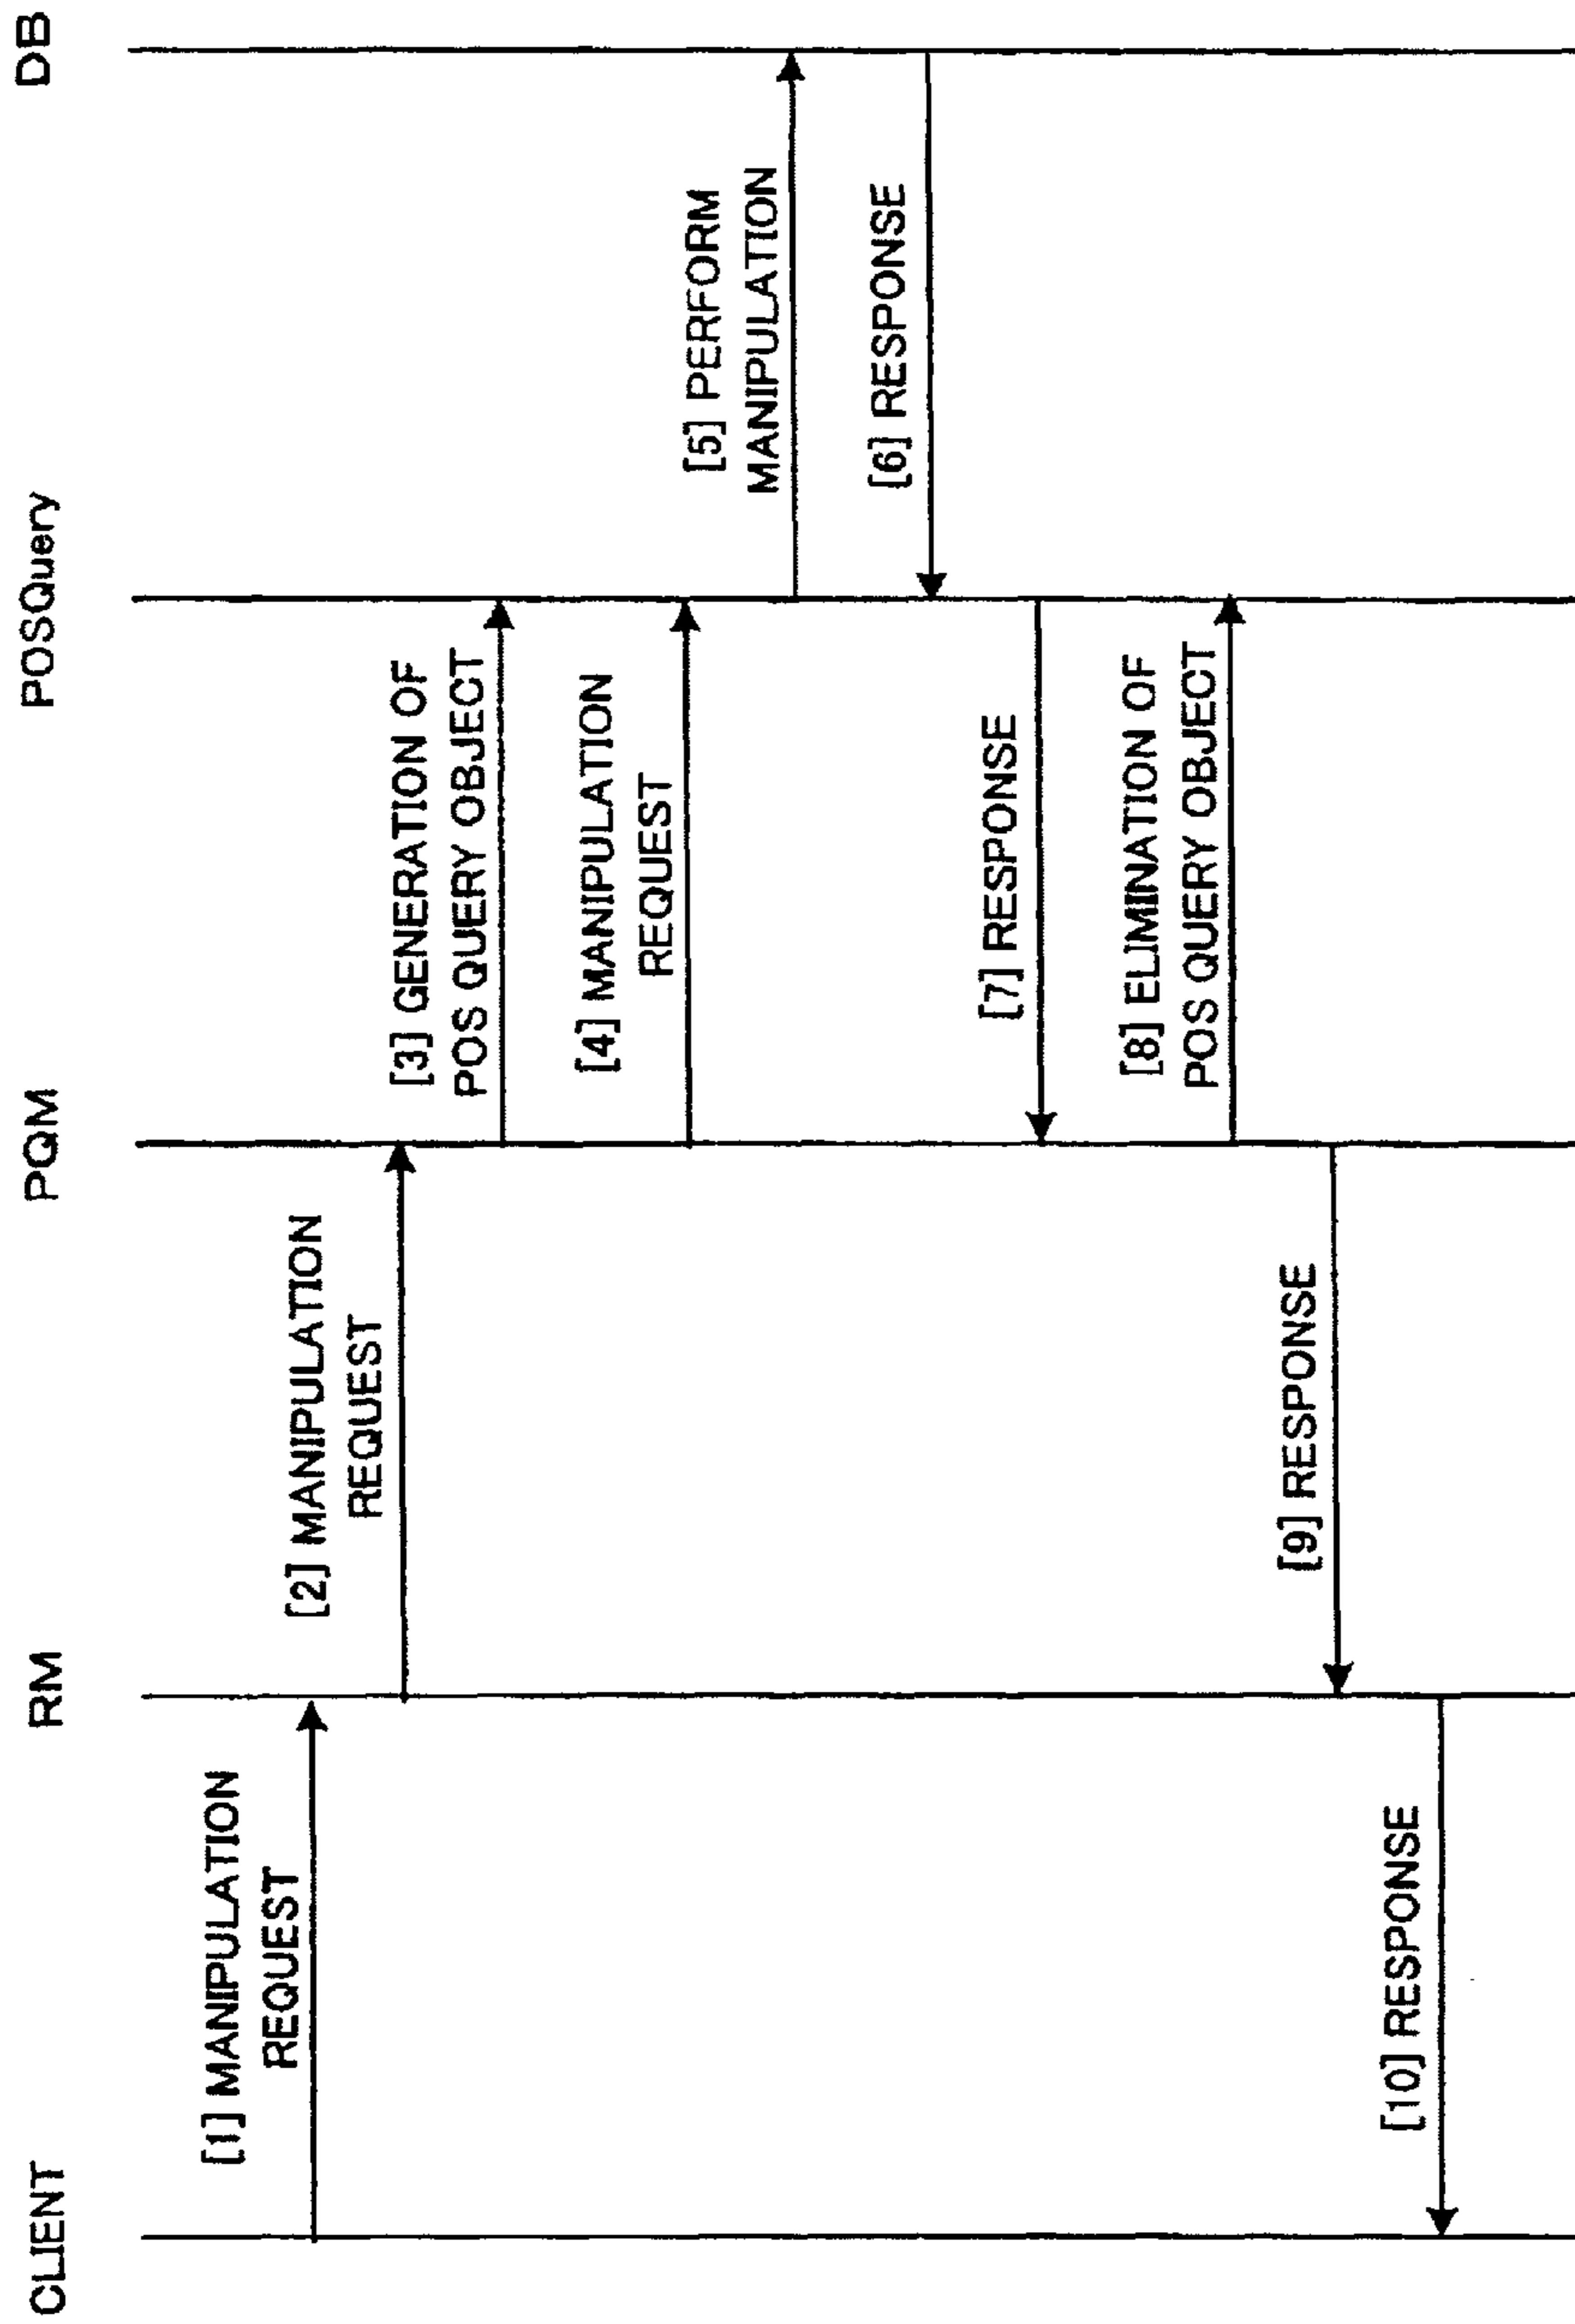 CLIENT
RM
PQM
POSQuery
DB
[1] MANIPULATION
REQUEST
[2] MANIPULATION
REQUEST
[3] GENERATION OF
POS QUERY OBJECT
[4] MANIPULATION
REQUEST
[5] PERFORM
MANIPULATION
[6] RESPONSE
[7] RESPONSE
[8] ELIMINATION OF
POS QUERY OBJECT
[9] RESPONSE
[10] RESPONSE